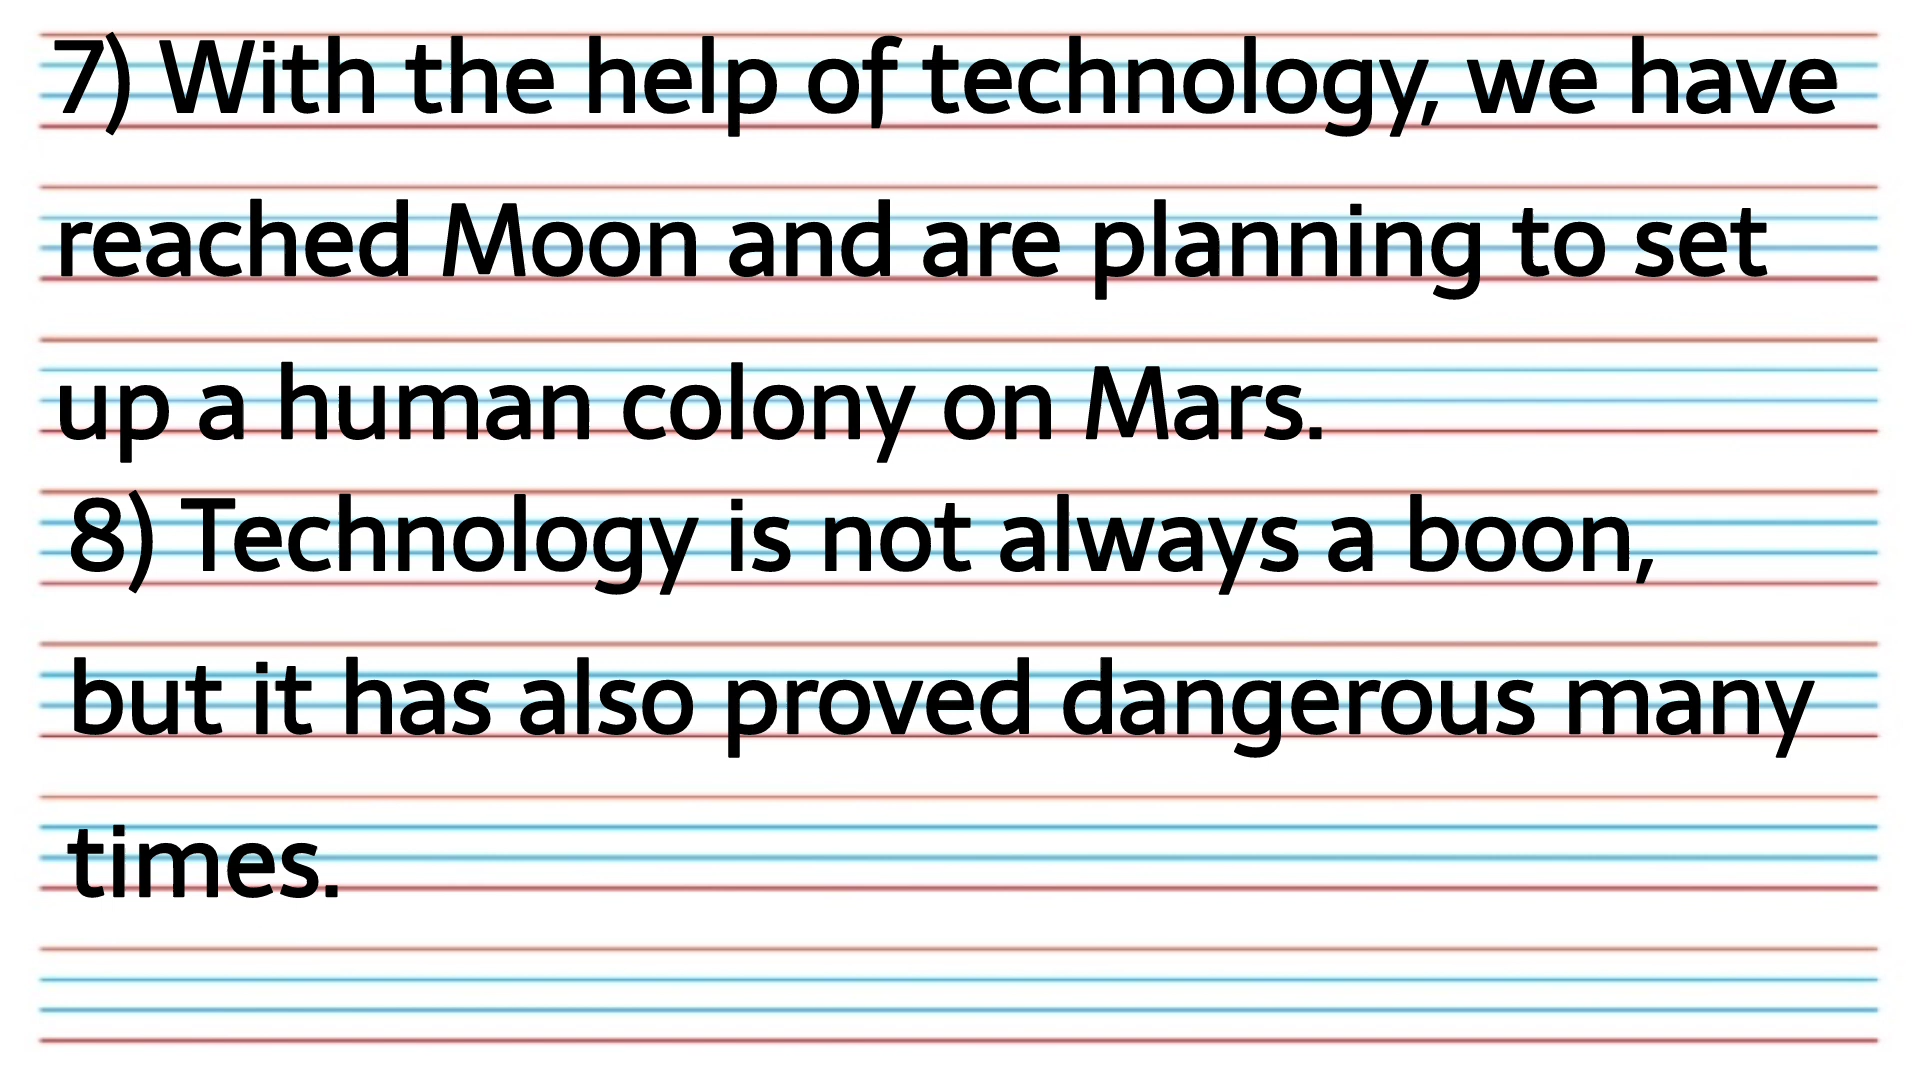 7) With the help of technology, we have
reached Moon and are planning to set
up a human colony on Mars.
8) Technology is not always a boon,
but it has also proved dangerous many
times.